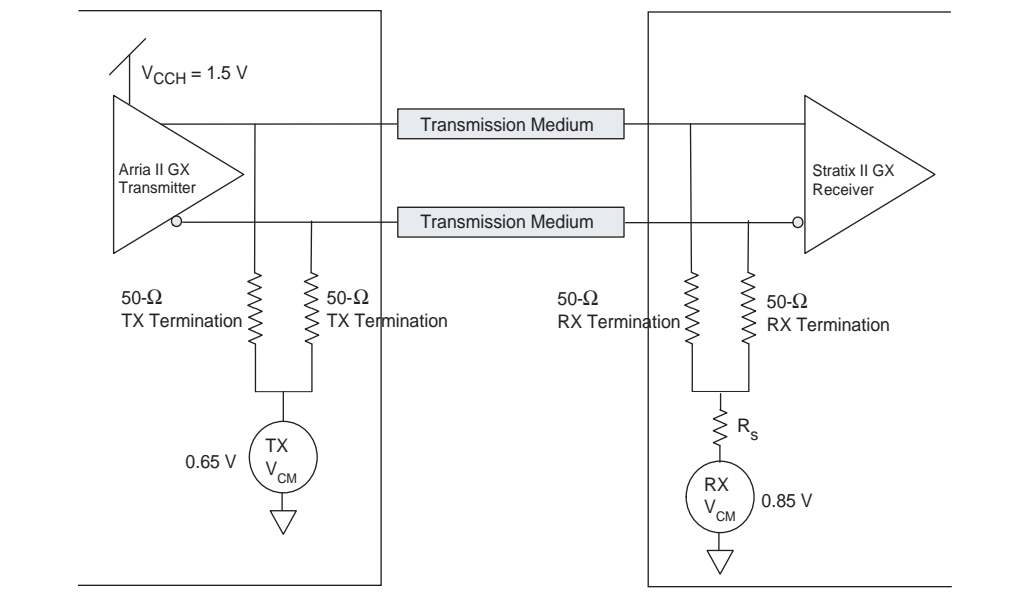 V_CCH = 1.5 V
Transmission Medium
Arria II GX
Transmitter
Stratix II GX
Receiver
Transmission Medium
50-Ω
TX Termination
50-Ω
TX Termination
50-Ω
RX Termination
50-Ω
RX Termination
R_s
TX
V_CM
0.65 V
RX
V_CM
0.85 V